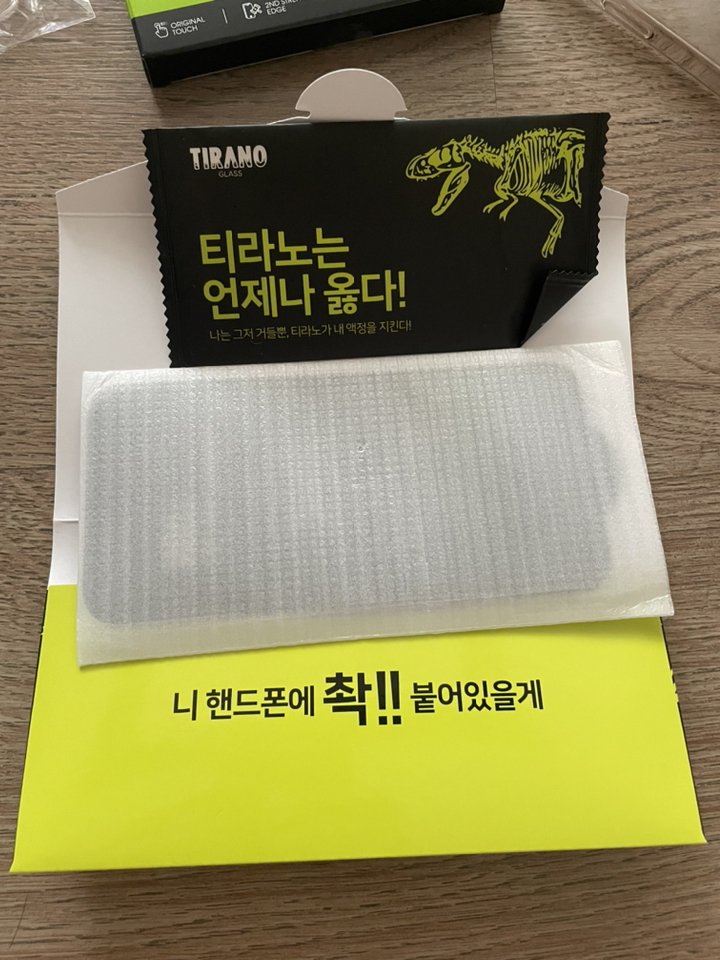 ORIGINAL
TOUCH
EDGE
TIRANO
GLASS
티라노는
언제나 옳다!
나는 그저 거들뿐, 티라노가 내 액정을 지킨다!
니 핸드폰에 촥!! 붙어있을게